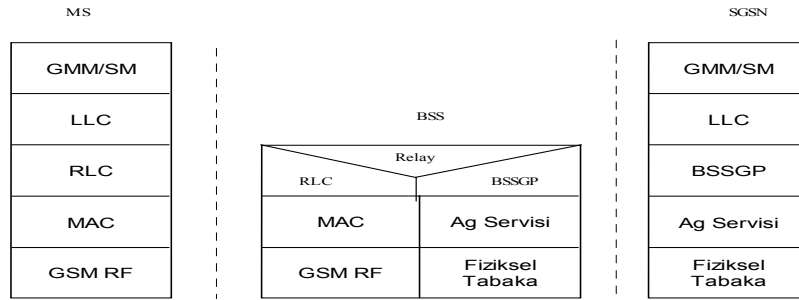 MS
SGSN
GMM/SM
LLC
RLC
MAC
GSM RF
BSS
Relay
RLC
BSSGP
MAC
Ag Servisi
GSM RF
Fiziksel
Tabaka
GMM/SM
LLC
BSSGP
Ag Servisi
Fiziksel
Tabaka